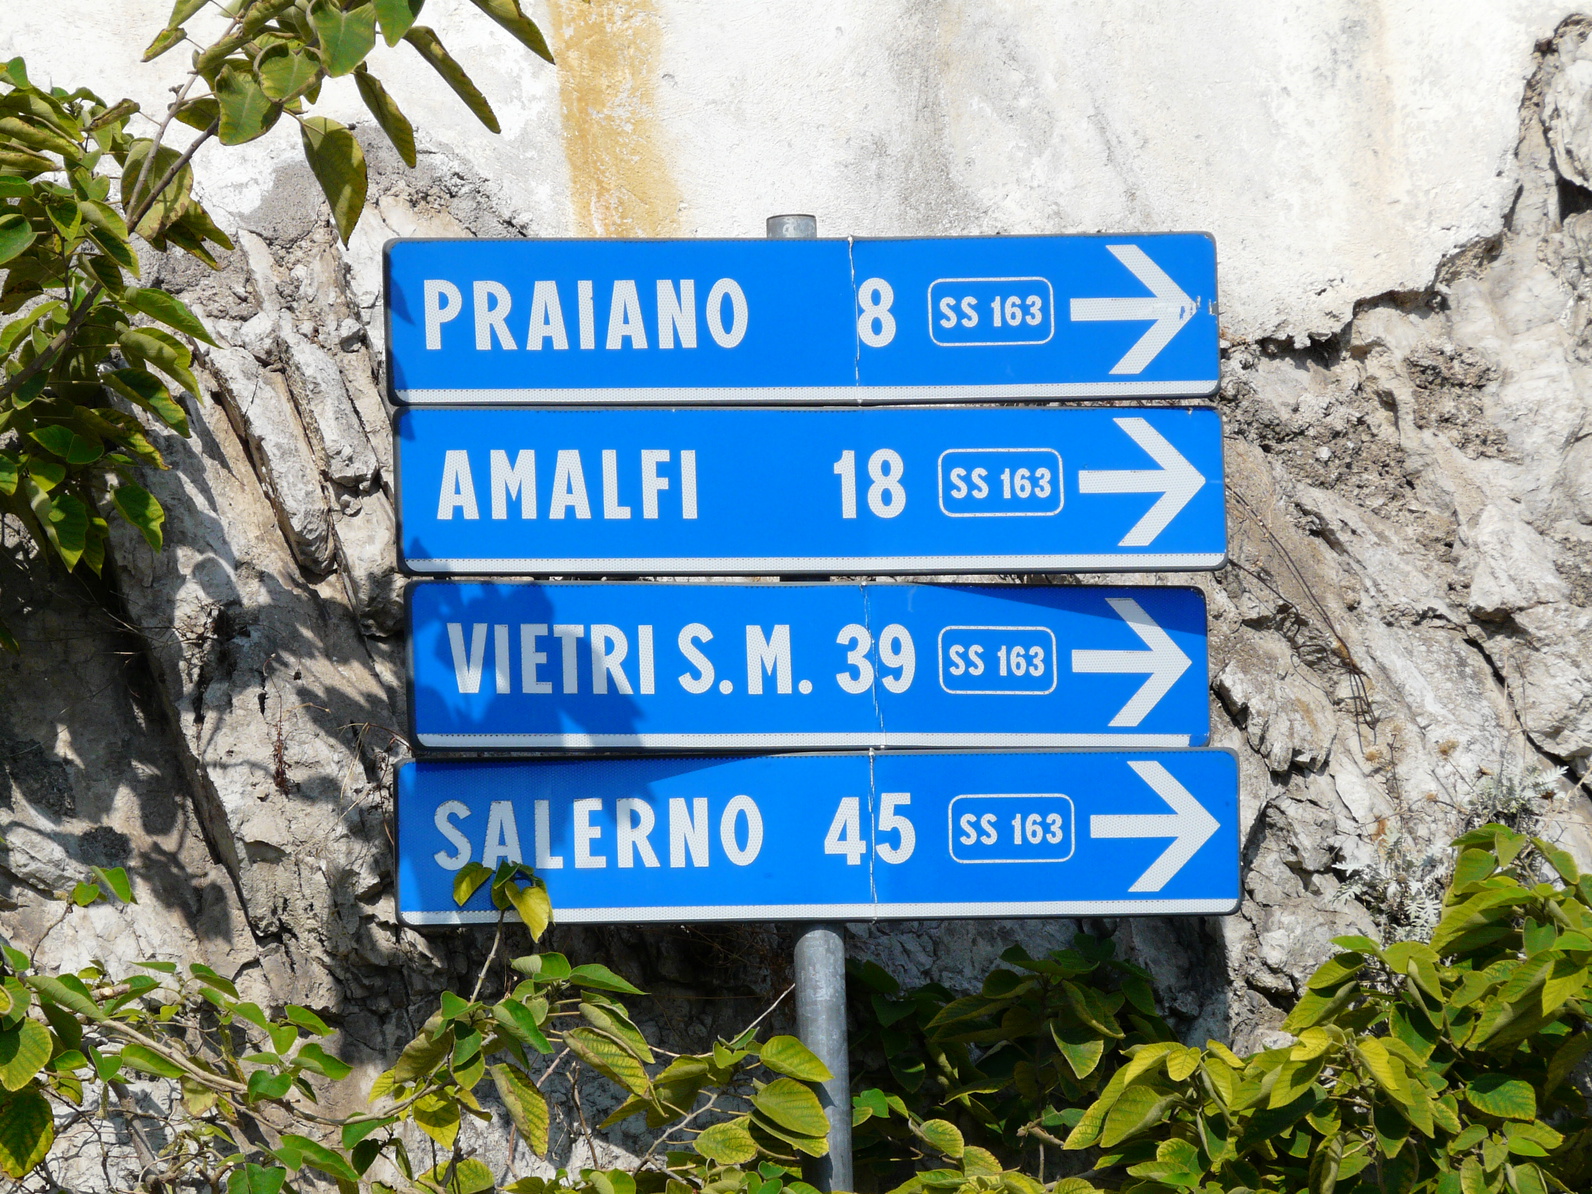 PRAIANO 8 SS 163
AMALFI 18 SS 163
VIETRI S. M. 39 SS 163
SALERNO 45 SS 163